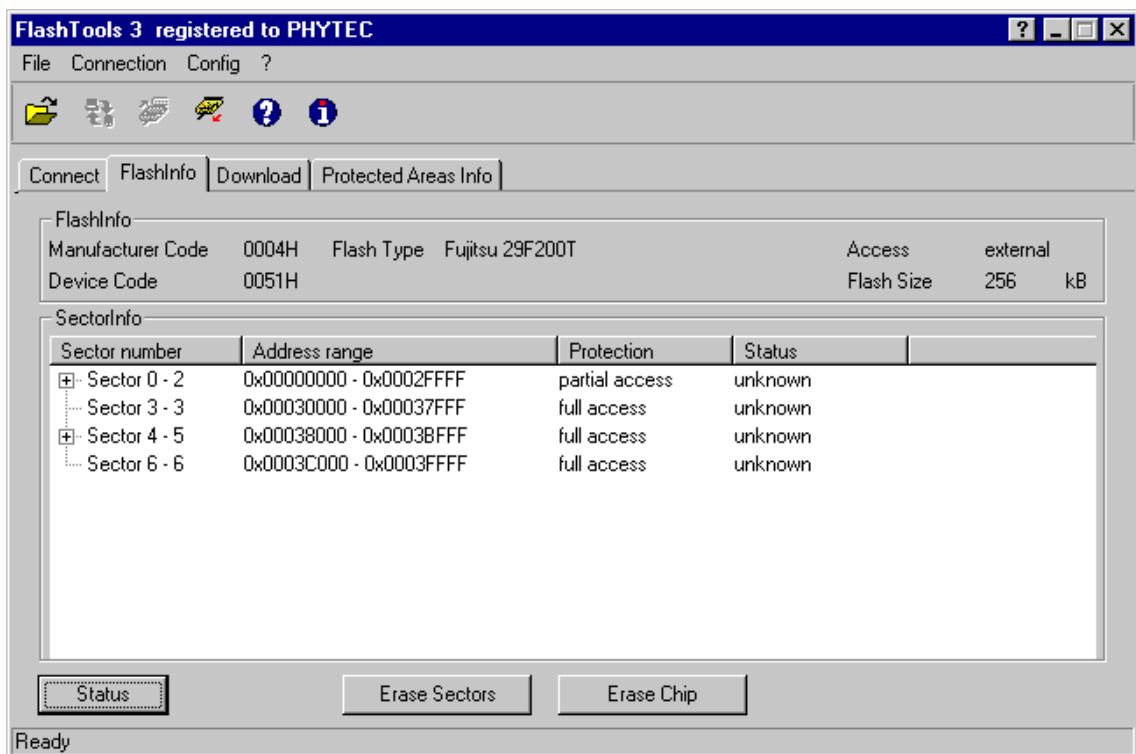 FlashTools 3 registered to PHYTEC
File Connection Config ?
Connect FlashInfo Download Protected Areas Info
FlashInfo
Manufacturer Code 0004H Flash Type Fujitsu 29F200T Access external
Device Code 0051H Flash Size 256 kB
SectorInfo
Sector number Address range Protection Status
Sector 0 - 2 0x00000000 - 0x0002FFFF partial access unknown
Sector 3 - 3 0x00030000 - 0x00037FFF full access unknown
Sector 4 - 5 0x00038000 - 0x0003BFFF full access unknown
Sector 6 - 6 0x0003C000 - 0x0003FFFF full access unknown
Status Erase Sectors Erase Chip
Ready